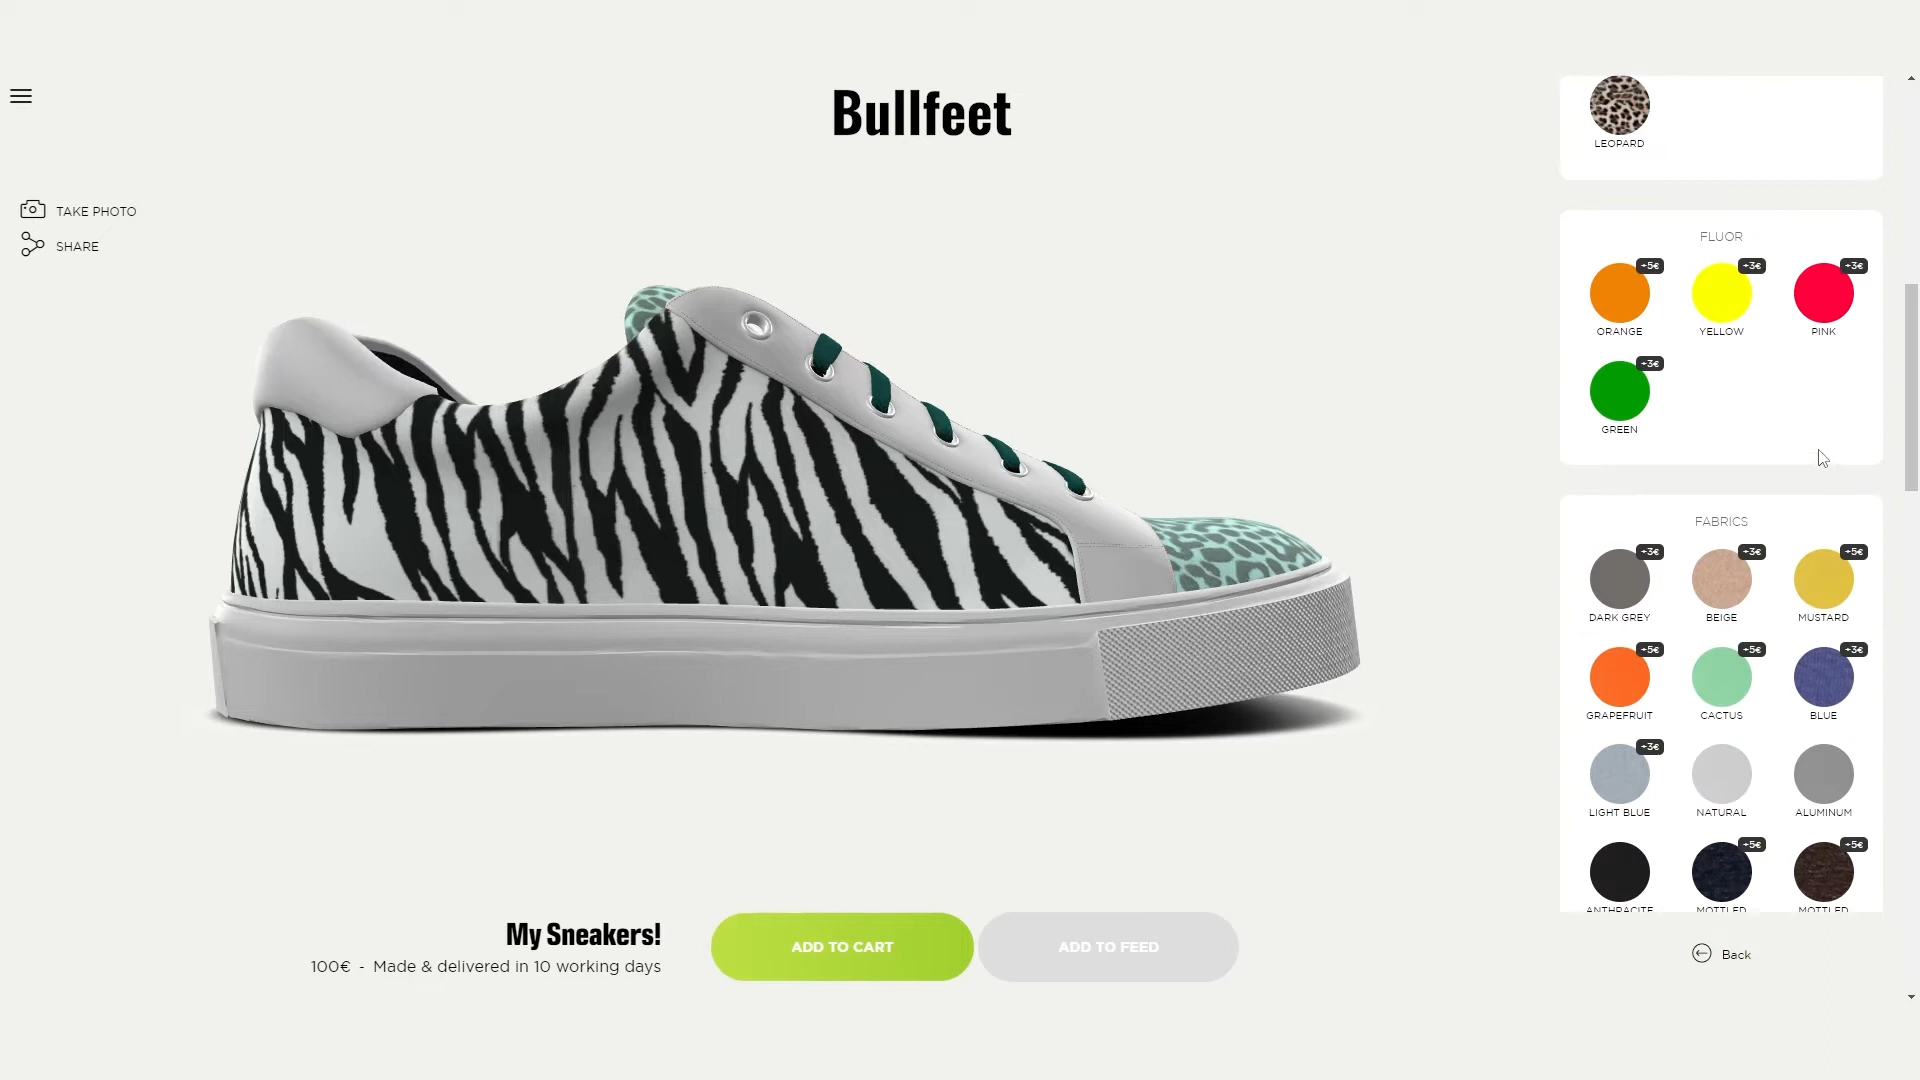 Bullfeet
TAKE PHOTO
SHARE
LEOPARD
FLUOR
+5€ +3€ +3€
ORANGE YELLOW PINK
+3€
GREEN
FABRICS
+3€ +3€ +5€
DARK GREY BEIGE MUSTARD
+5€ +5€ +3€
GRAPEFRUIT CACTUS BLUE
+3€
LIGHT BLUE NATURAL ALUMINUM
+5€ +5€
ANTHRACITE MOTTLED MOTTLED
My Sneakers!
100€ - Made & delivered in 10 working days
ADD TO CART
ADD TO FEED
Back